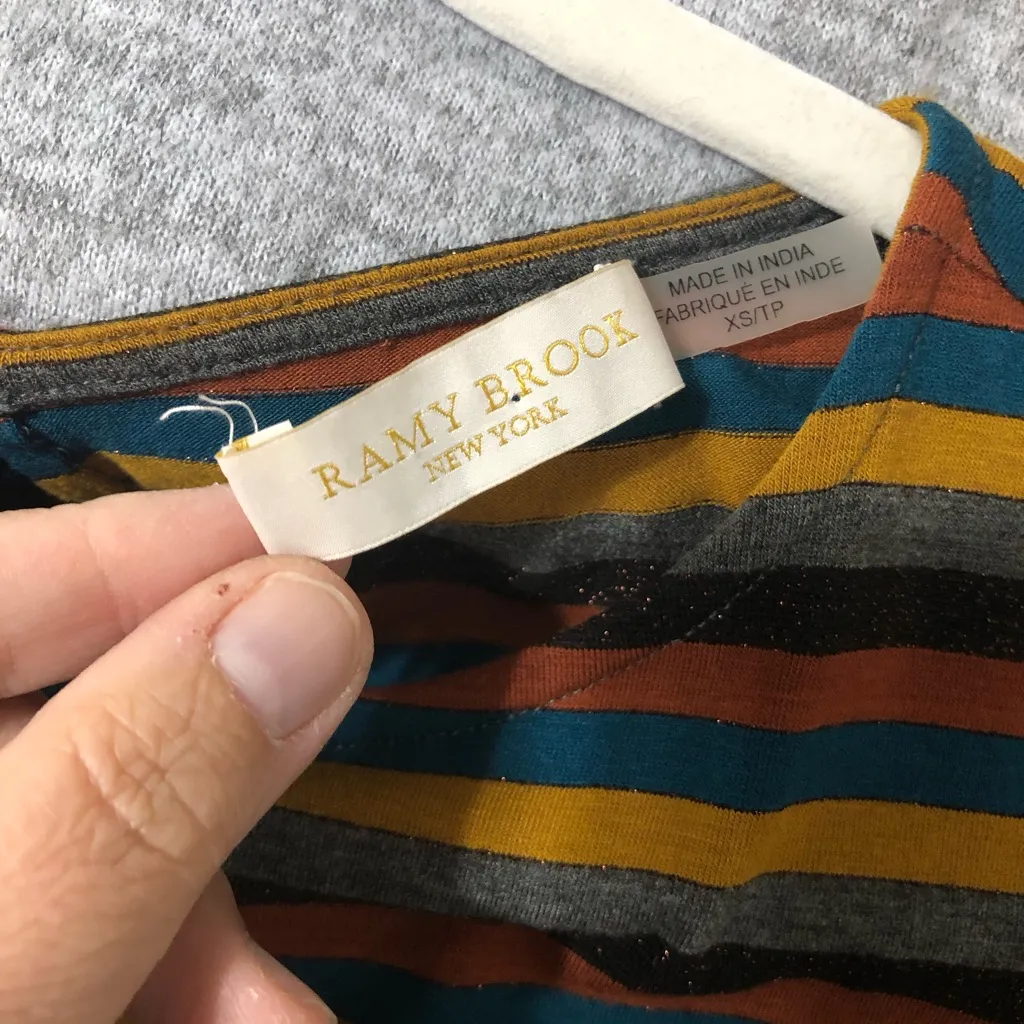 RAMY BROOK
NEW YORK
MADE IN INDIA
FABRIQUÉ EN INDE
XS/TP